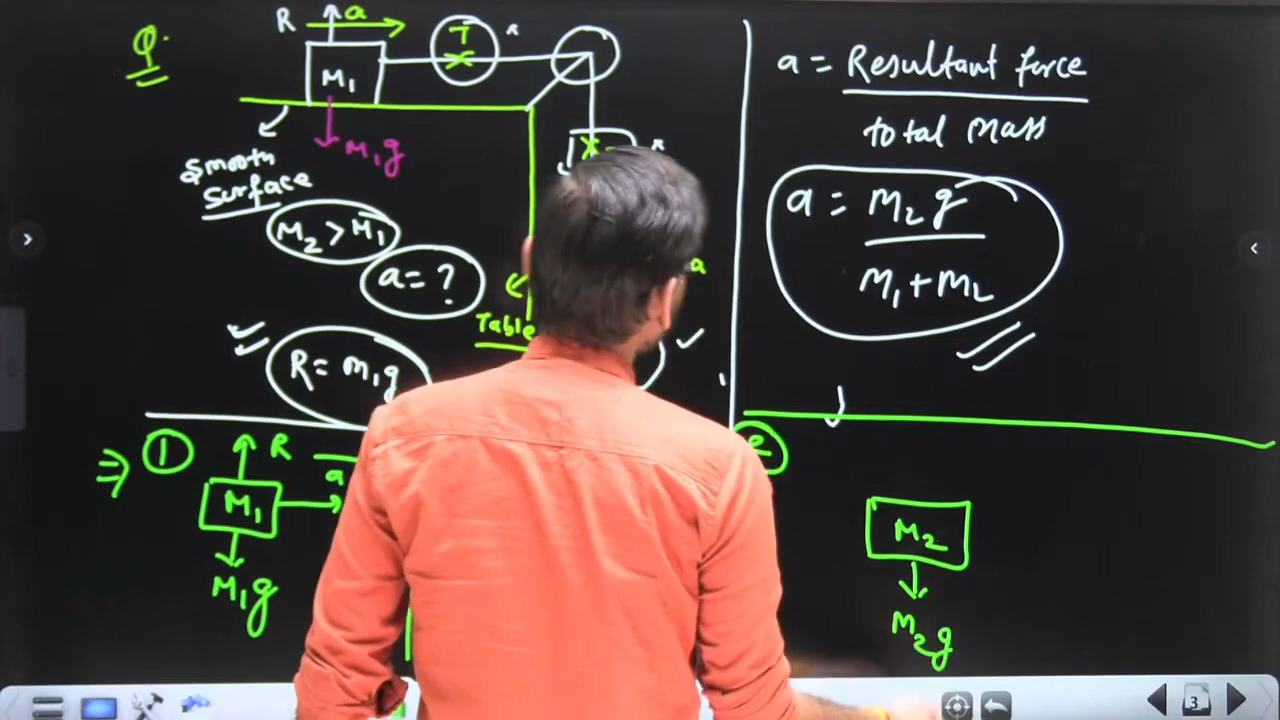 Q.
R a
T
M₁
M₁g
Smooth
surface
M₂ > M₁
a = ?
a
Table
R = M₁g
a = Resultant force
total mass
a = M₂g
M₁ + M₂
⇒ ① R
a
M₁
M₁g
②
M₂
M₂g
3